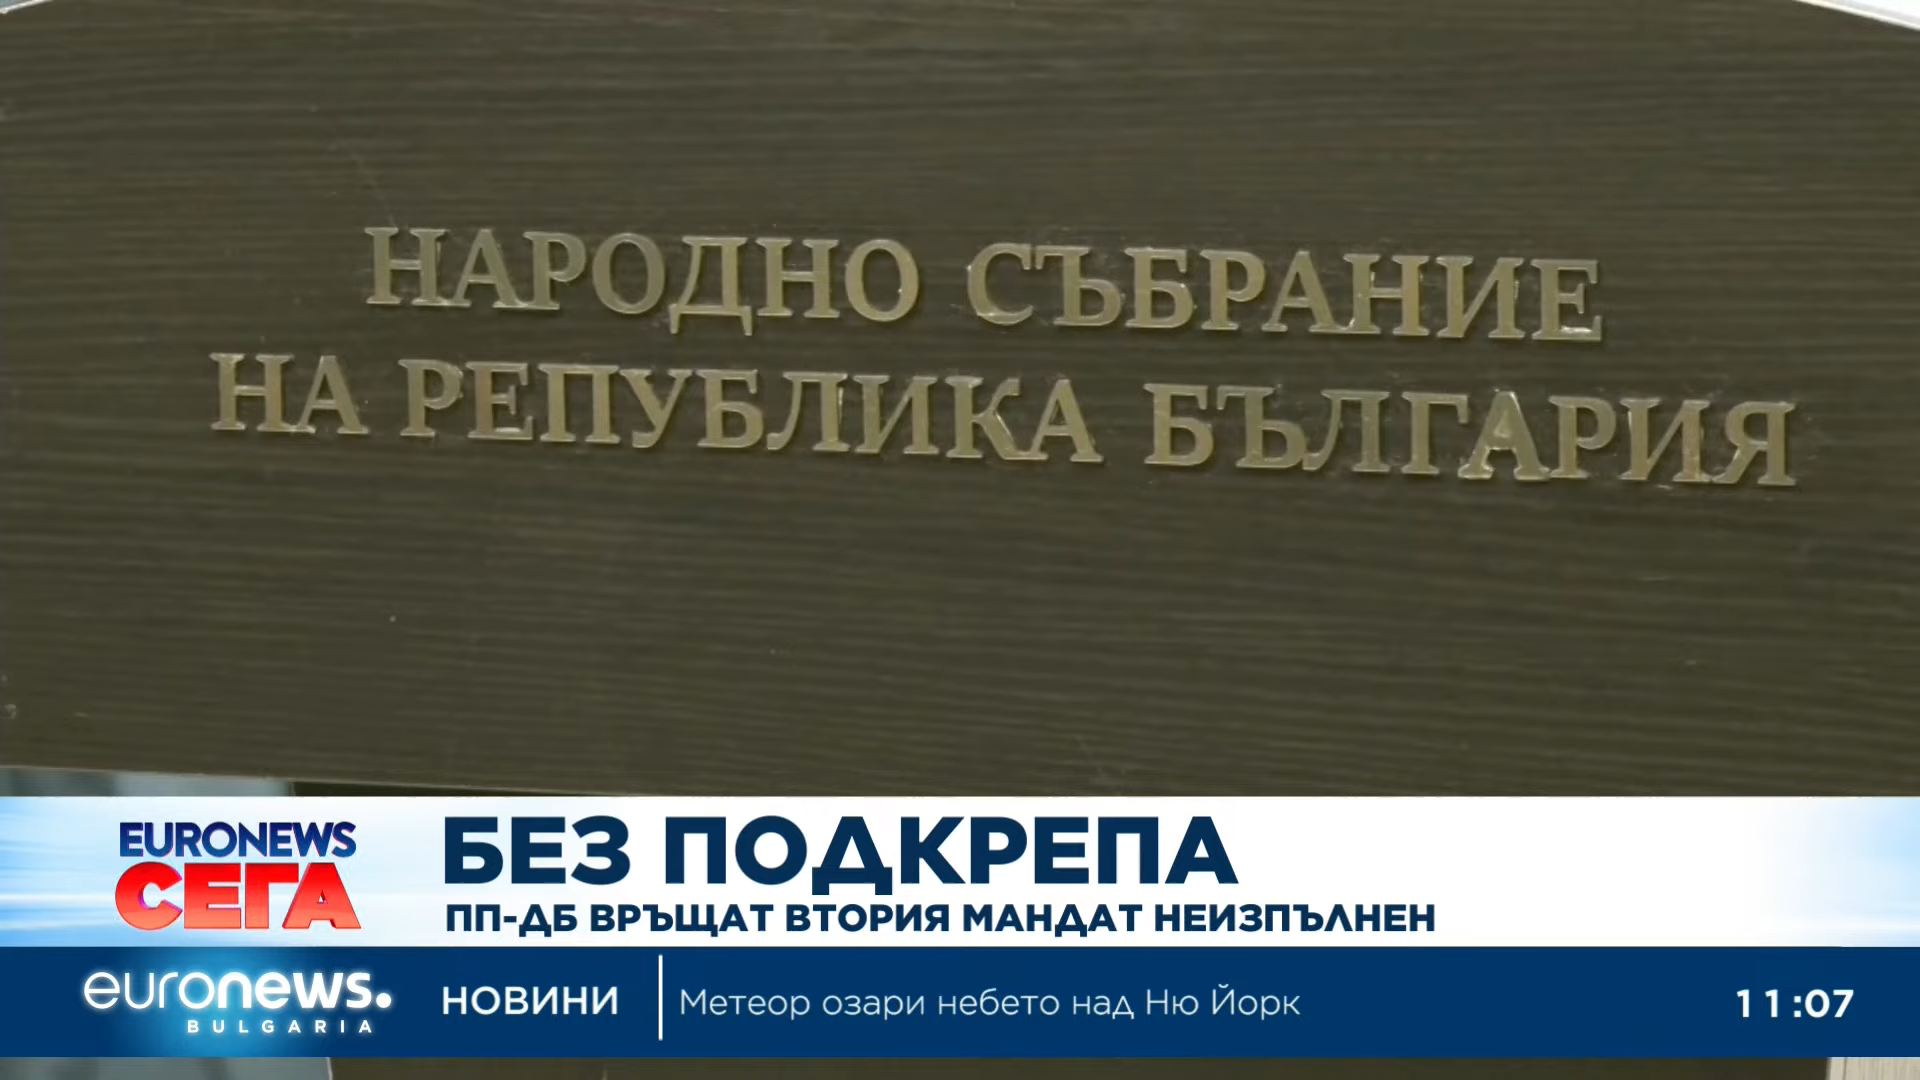 НАРОДНО СЪБРАНИЕ
НА РЕПУБЛИКА БЪЛГАРИЯ
EURONEWS
СЕГА
БЕЗ ПОДКРЕПА
ПП-ДБ ВРЪЩАТ ВТОРИЯ МАНДАТ НЕИЗПЪЛНЕН
euronews.
BULGARIA
НОВИНИ
Метеор озари небето над Ню Йорк
11:07